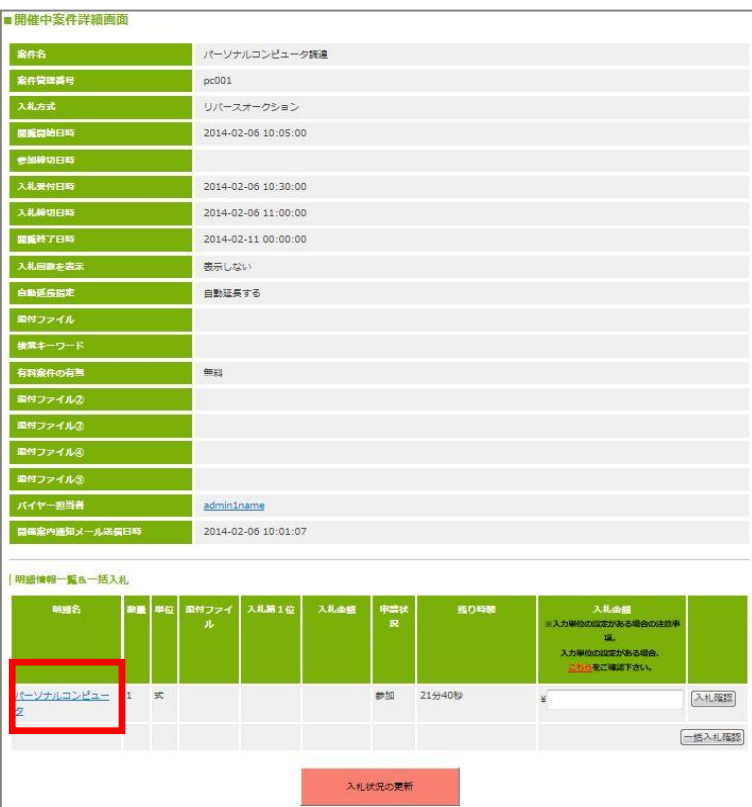 ■開催中案件詳細画面
案件名 パーソナルコンピュータ調達
案件管理番号 pc001
入札方式 リバースオークション
閲覧開始日時 2014-02-06 10:05:00
参加締切日時
入札受付日時 2014-02-06 10:30:00
入札締切日時 2014-02-06 11:00:00
閲覧終了日時 2014-02-11 00:00:00
入札回数を表示 表示しない
自動延長指定 自動延長する
添付ファイル
検索キーワード
有料案件の有無 無料
添付ファイル②
添付ファイル③
添付ファイル④
添付ファイル⑤
バイヤー担当者 admin1name
開催案内通知メール送信日時 2014-02-06 10:01:07
明細情報一覧&一括入札
明細名 数量 単位 添付ファイ
ル 入札第1位 入札金額 申請状
況 残り時間 入札金額
※入力単位の設定がある場合の注意事
項。
入力単位の設定がある場合、
こちらをご確認下さい。
パーソナルコンピュー
タ 1 式 参加 21分40秒 ¥ 入札確認
一括入札確認
入札状況の更新